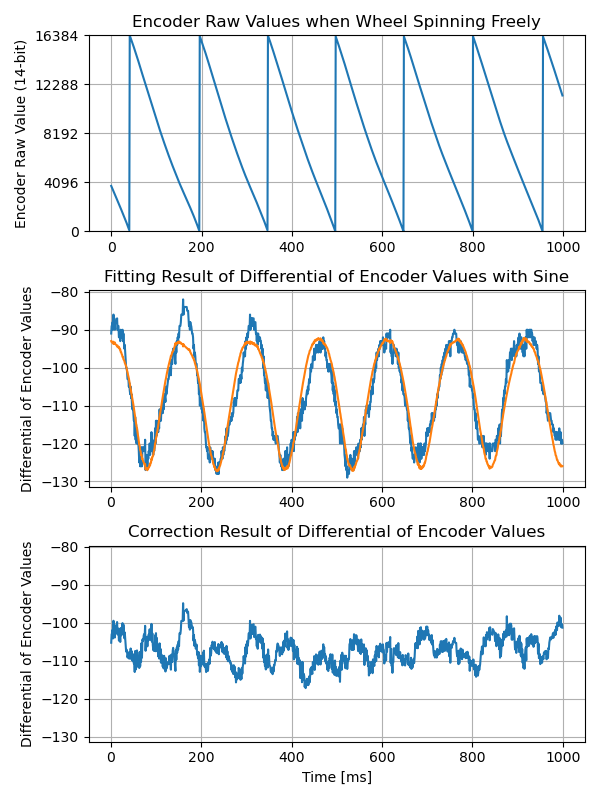 Encoder Raw Values when Wheel Spinning Freely
Encoder Raw Value (14-bit)
16384
12288
8192
4096
0
0 200 400 600 800 1000
Fitting Result of Differential of Encoder Values with Sine
Differential of Encoder Values
−80
−90
−100
−110
−120
−130
0 200 400 600 800 1000
Correction Result of Differential of Encoder Values
Differential of Encoder Values
−80
−90
−100
−110
−120
−130
0 200 400 600 800 1000
Time [ms]